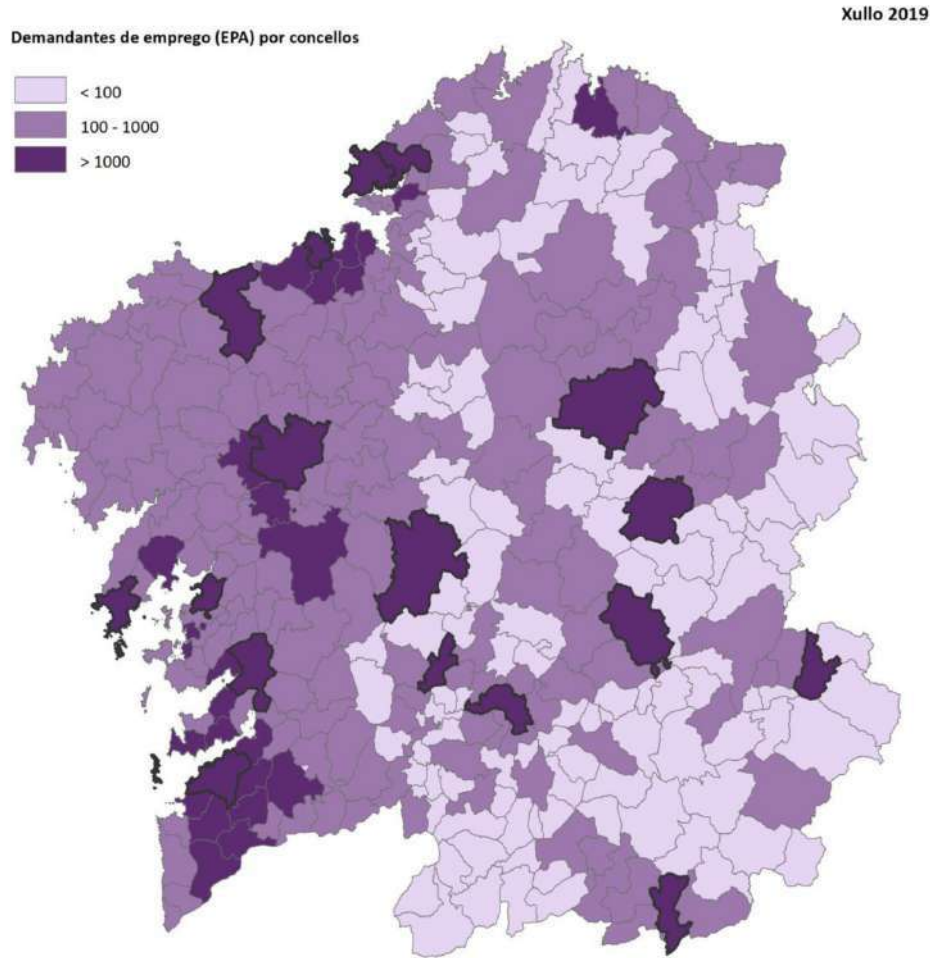 Xullo 2019
Demandantes de emprego (EPA) por concellos
< 100
100 - 1000
> 1000